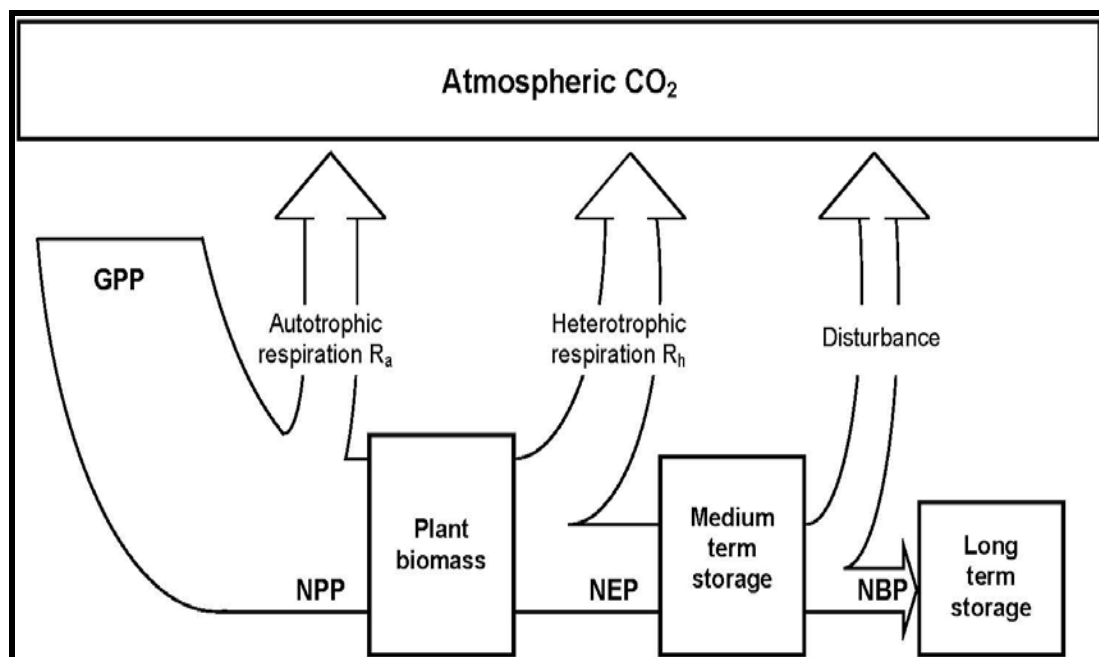 Atmospheric CO₂
GPP
Autotrophic
respiration Rₐ
Heterotrophic
respiration Rₕ
Disturbance
Plant
biomass
Medium
term
storage
Long
term
storage
NPP
NEP
NBP